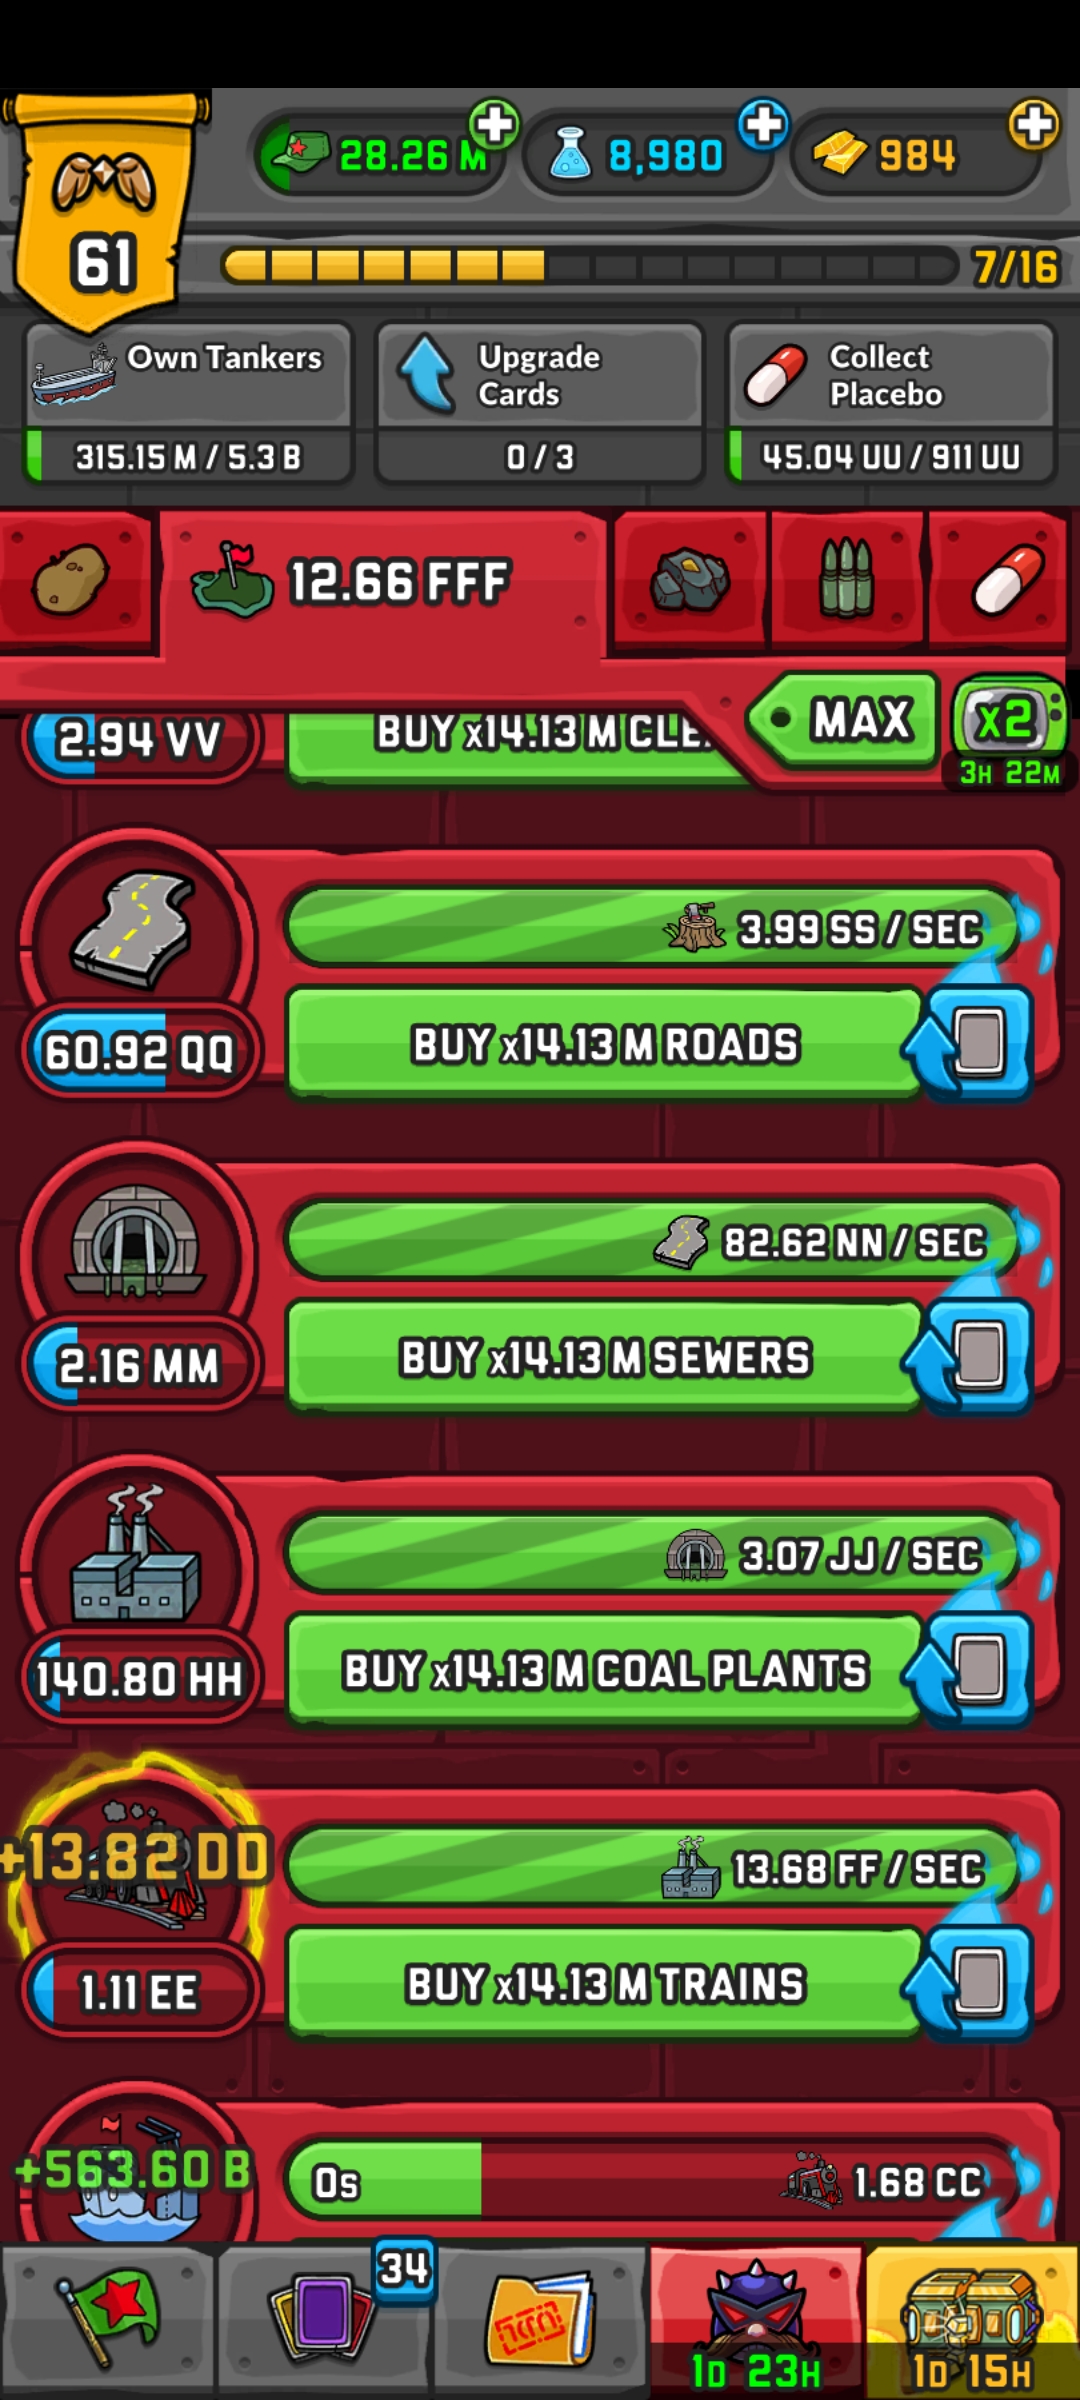 28.26 M
8,980
984
61
7/16
Own Tankers
315.15 M / 5.3 B
Upgrade
Cards
0 / 3
Collect
Placebo
45.04 UU / 911 UU
12.66 FFF
MAX
x2
3H 22M
2.94 VV
BUY x14.13 M
3.99 SS / SEC
60.92 QQ
BUY x14.13 M ROADS
82.62 NN / SEC
2.16 MM
BUY x14.13 M SEWERS
3.07 JJ / SEC
140.80 HH
BUY x14.13 M COAL PLANTS
+13.82 DD
13.68 FF / SEC
1.11 EE
BUY x14.13 M TRAINS
+563.60 B
0s
1.68 CC
34
1D 23H
1D 15H